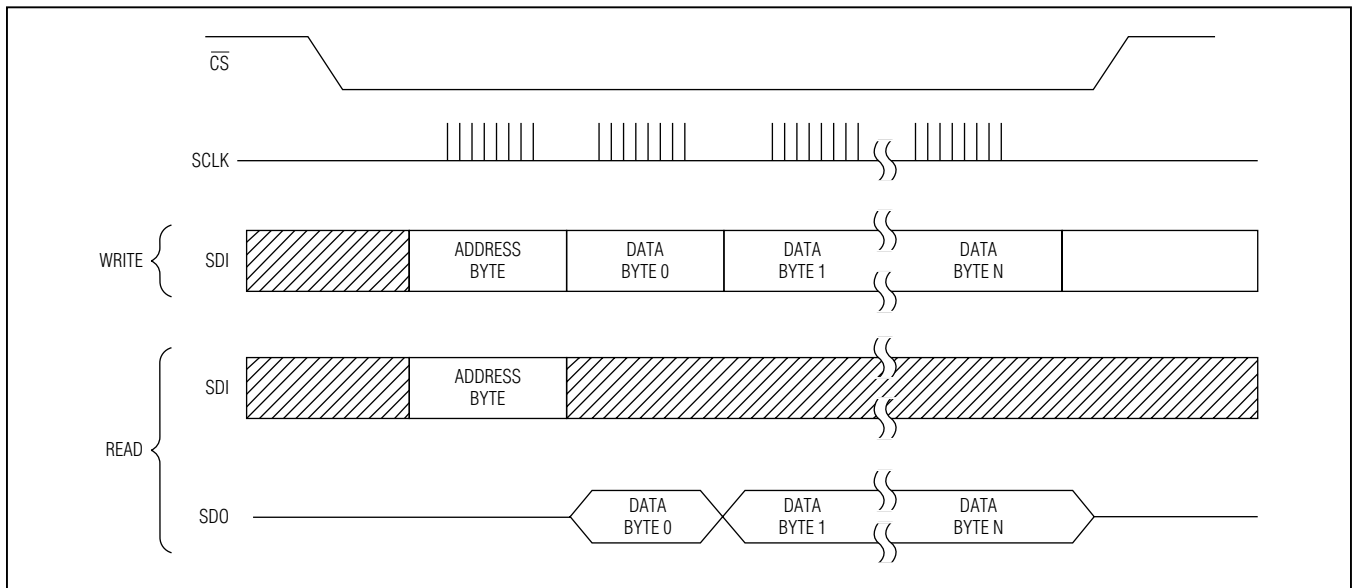 C̅S̅
SCLK
WRITE
SDI
ADDRESS
BYTE
DATA
BYTE 0
DATA
BYTE 1
DATA
BYTE N
READ
SDI
ADDRESS
BYTE
SDO
DATA
BYTE 0
DATA
BYTE 1
DATA
BYTE N